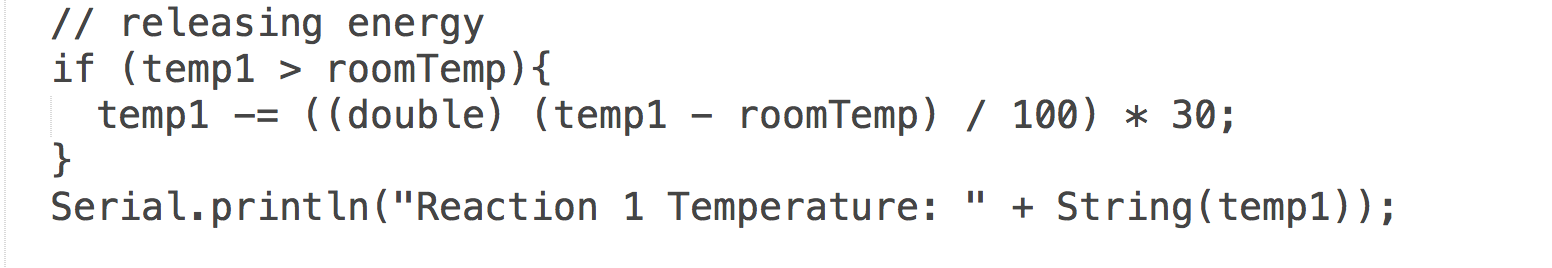 // releasing energy
if (temp1 > roomTemp){
temp1 -= ((double) (temp1 - roomTemp) / 100) * 30;
}
Serial.println("Reaction 1 Temperature: " + String(temp1));